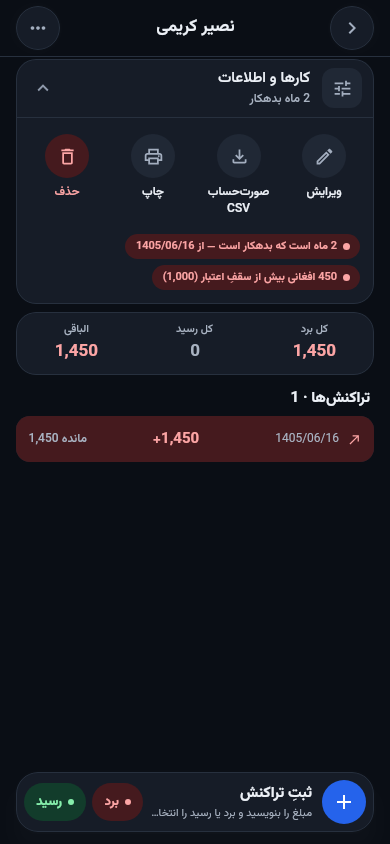 نصیر کریمی
کارها و اطلاعات
2 ماه بدهکار
ویرایش
صورت‌حساب CSV
چاپ
حذف
2 ماه است که بدهکار است — از 1405/06/16
450 افغانی بیش از سقفِ اعتبار (1,000)
کل برد
کل رسید
الباقی
1,450
0
1,450
تراکنش‌ها · 1
1405/06/16
+1,450
مانده 1,450
ثبتِ تراکنش
مبلغ را بنویسید و برد یا رسید را انتخا...
برد
رسید